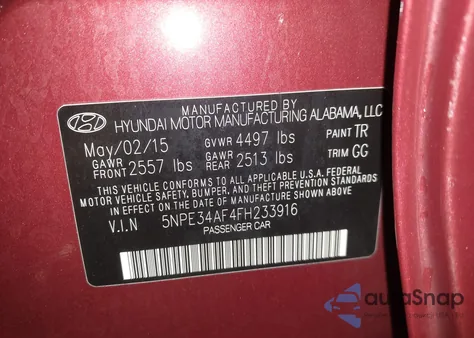 MANUFACTURED BY
HYUNDAI MOTOR MANUFACTURING ALABAMA, LLC
May/02/15 GVWR 4497 lbs PAINT TR
GAWR FRONT 2557 lbs GAWR REAR 2513 lbs TRIM GG
THIS VEHICLE CONFORMS TO ALL APPLICABLE U.S.A. FEDERAL
MOTOR VEHICLE SAFETY, BUMPER, AND THEFT PREVENTION
STANDARDS IN EFFECT ON THE DATE OF MANUFACTURE SHOWN ABOVE.
V.I.N 5NPE34AF4FH233916
PASSENGER CAR
autoSnap